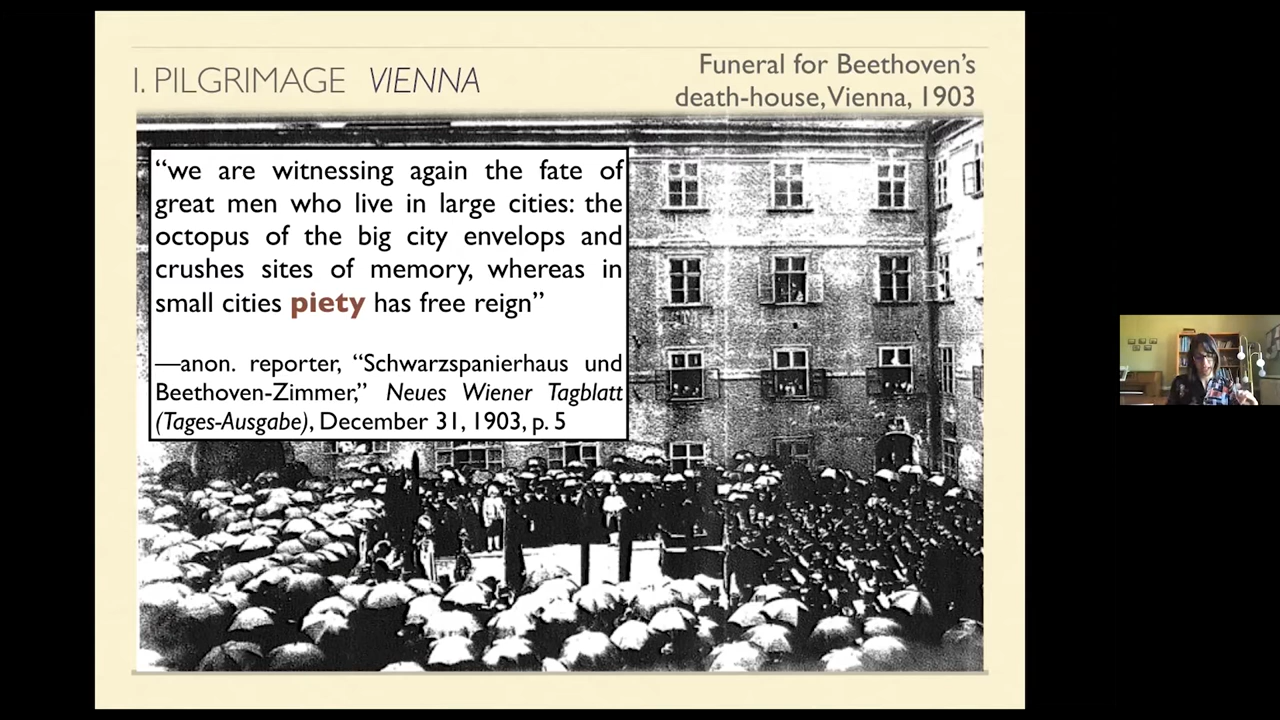 I. PILGRIMAGE VIENNA
Funeral for Beethoven's
death-house, Vienna, 1903
“we are witnessing again the fate of
great men who live in large cities: the
octopus of the big city envelops and
crushes sites of memory, whereas in
small cities piety has free reign”
—anon. reporter, “Schwarzspanierhaus und
Beethoven-Zimmer,” Neues Wiener Tagblatt
(Tages-Ausgabe), December 31, 1903, p. 5